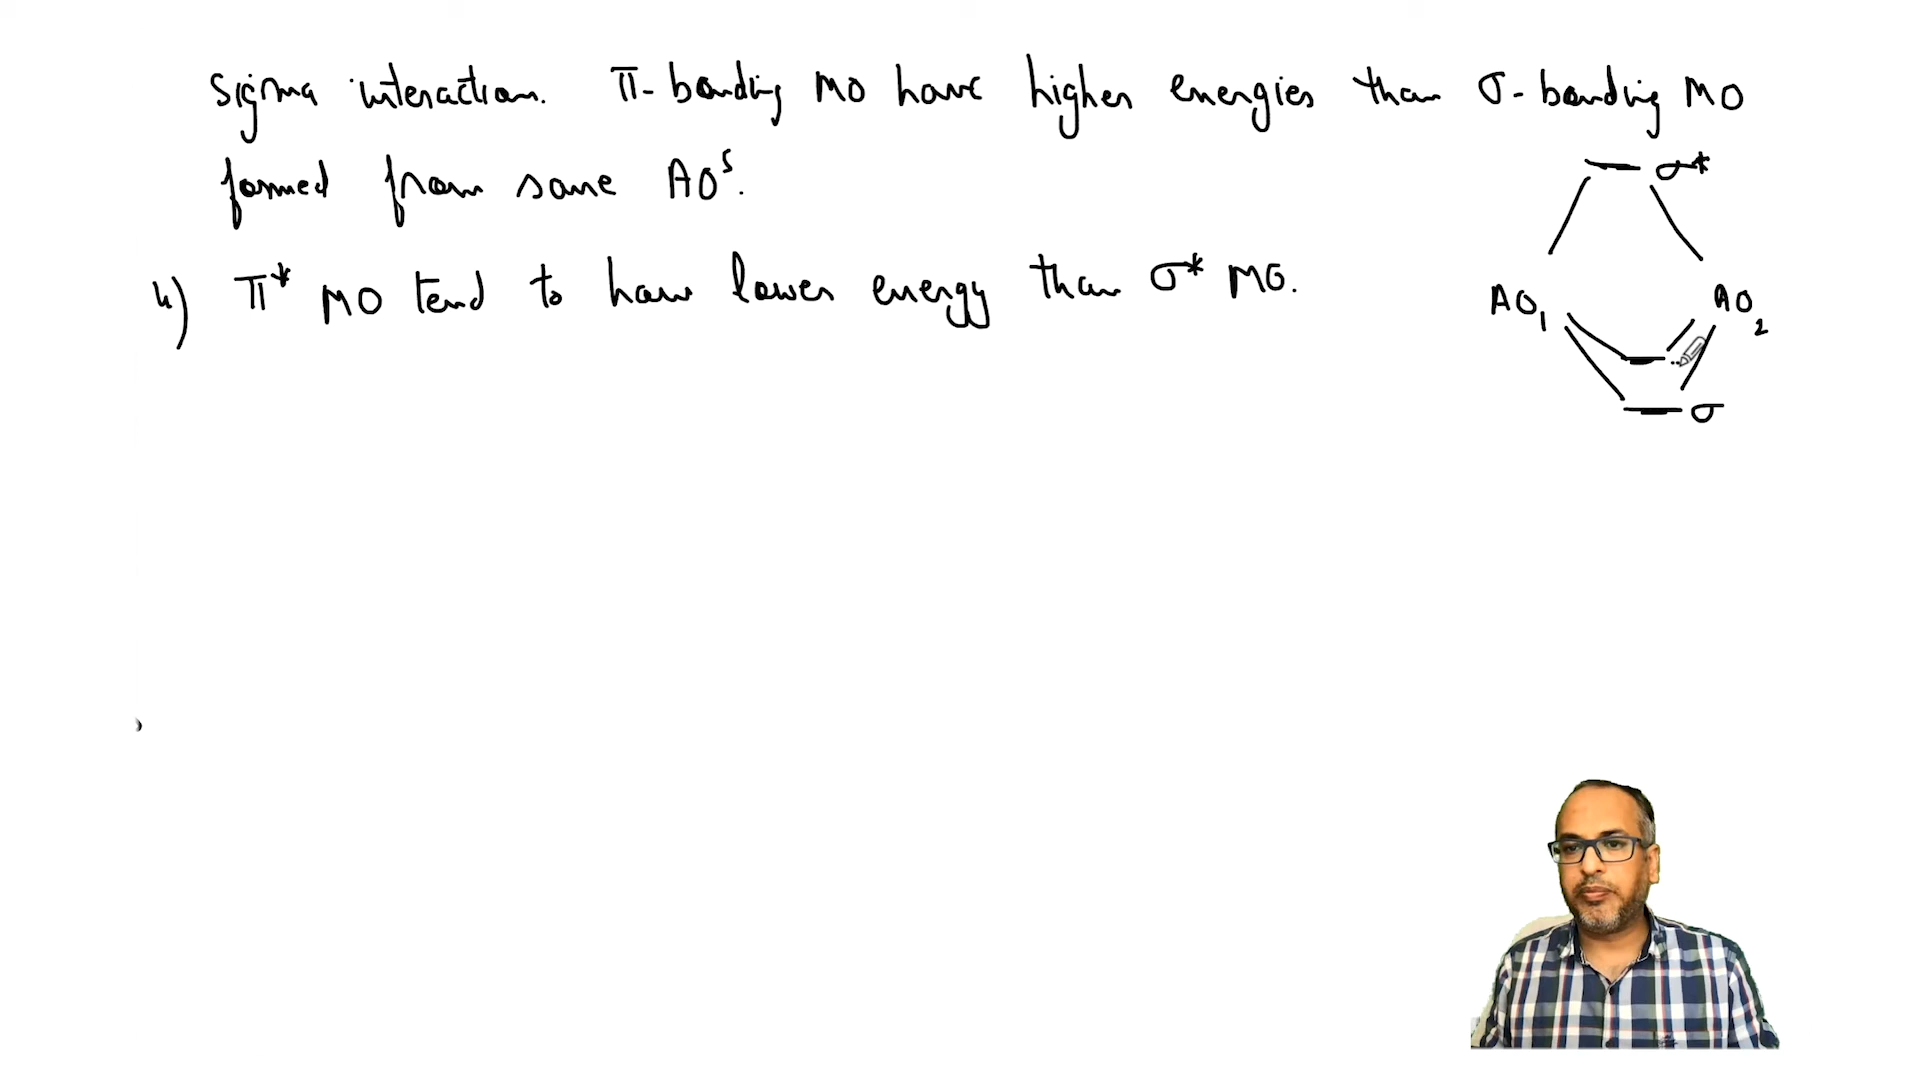 sigma interaction. π-bonding MO have higher energies than σ-bonding MO
formed from same AOˢ.
4) π* MO tend to have lower energy than σ* MO.
σ*
AO₁ AO₂
σ